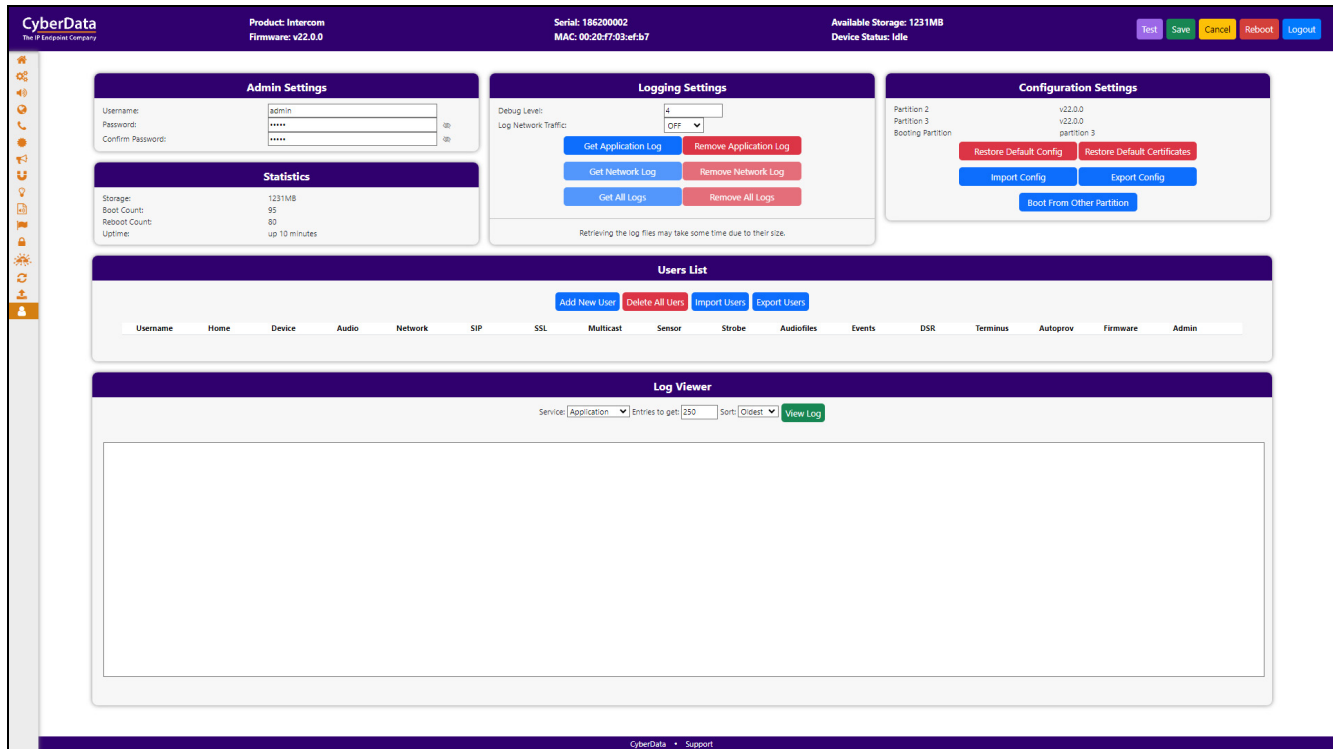 CyberData
The IP Endpoint Company
Product: Intercom
Firmware: v22.0.0
Serial: 186200002
MAC: 00:20:f7:03:ef:b7
Available Storage: 1231MB
Device Status: Idle
Test Save Cancel Reboot Logout
Admin Settings
Username: admin
Password: •••••
Confirm Password: •••••
Statistics
Storage: 1231MB
Boot Count: 95
Reboot Count: 80
Uptime: up 10 minutes
Logging Settings
Debug Level: 4
Log Network Traffic: OFF
Get Application Log Remove Application Log
Get Network Log Remove Network Log
Get All Logs Remove All Logs
Retrieving the log files may take some time due to their size.
Configuration Settings
Partition 2 v22.0.0
Partition 3 v22.0.0
Booting Partition partition 3
Restore Default Config Restore Default Certificates
Import Config Export Config
Boot From Other Partition
Users List
Add New User Delete All Uers Import Users Export Users
Username Home Device Audio Network SIP SSL Multicast Sensor Strobe Audiofiles Events DSR Terminus Autoprov Firmware Admin
Log Viewer
Service: Application Entries to get: 250 Sort: Oldest View Log
CyberData • Support